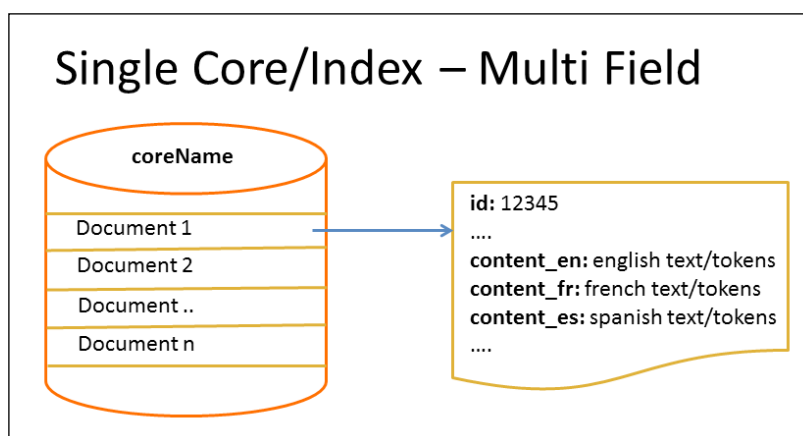 Single Core/Index – Multi Field
coreName
Document 1
Document 2
Document ..
Document n
id: 12345
....
content_en: english text/tokens
content_fr: french text/tokens
content_es: spanish text/tokens
....